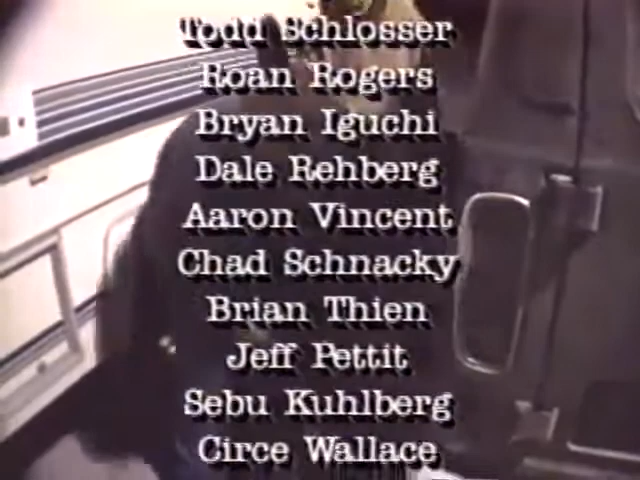 Todd Schlosser
Roan Rogers
Bryan Iguchi
Dale Rehberg
Aaron Vincent
Chad Schnacky
Brian Thien
Jeff Pettit
Sebu Kuhlberg
Circe Wallace